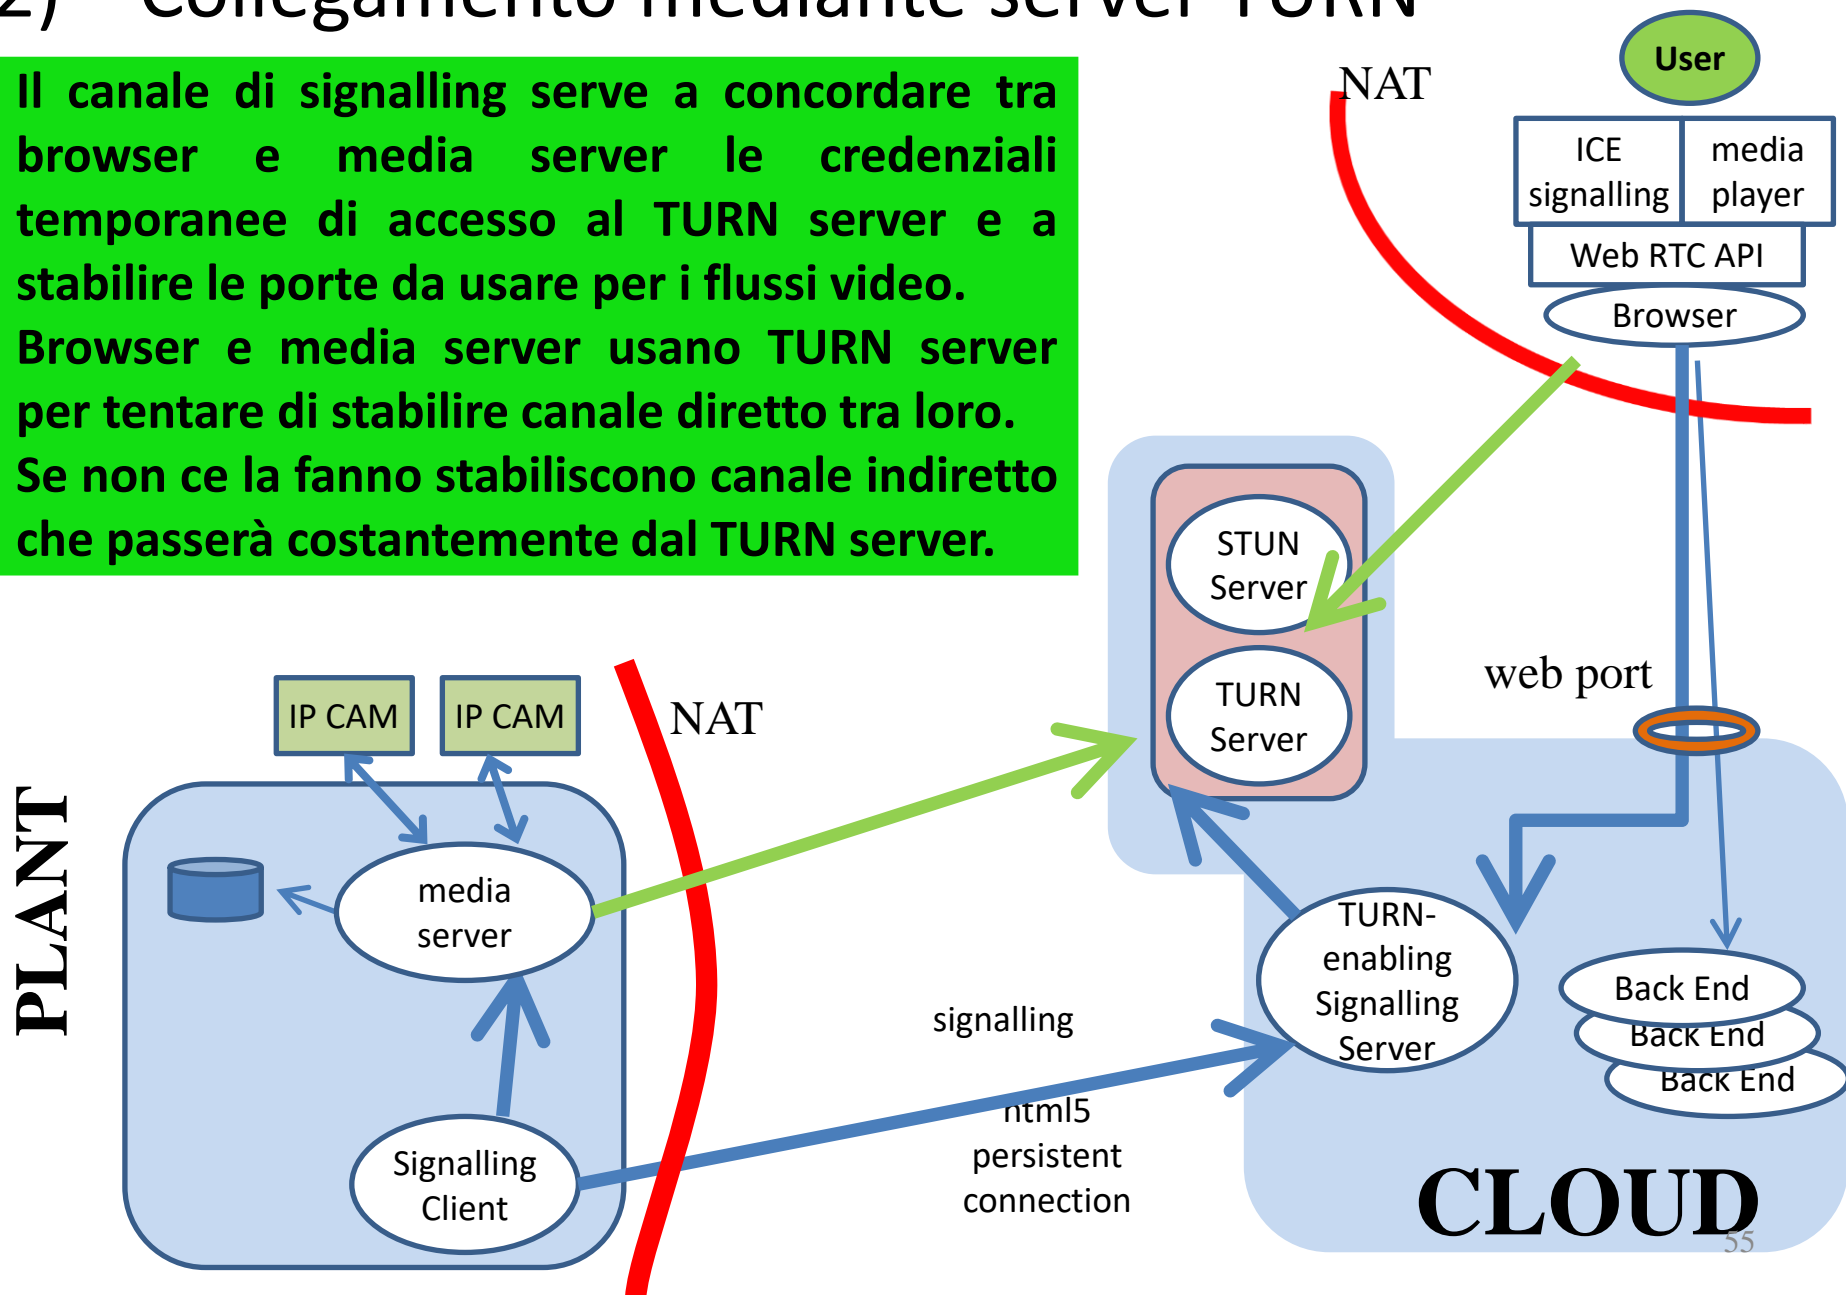 2) Collegamento mediante server TURN
Il canale di signalling serve a concordare tra
browser e media server le credenziali
temporanee di accesso al TURN server e a
stabilire le porte da usare per i flussi video.
Browser e media server usano TURN server
per tentare di stabilire canale diretto tra loro.
Se non ce la fanno stabiliscono canale indiretto
che passerà costantemente dal TURN server.
NAT
User
ICE
signalling
media
player
Web RTC API
Browser
STUN
Server
TURN
Server
web port
IP CAM
IP CAM
NAT
PLANT
media
server
Signalling
Client
signalling
html5
persistent
connection
TURN-
enabling
Signalling
Server
Back End
Back End
Back End
CLOUD
55